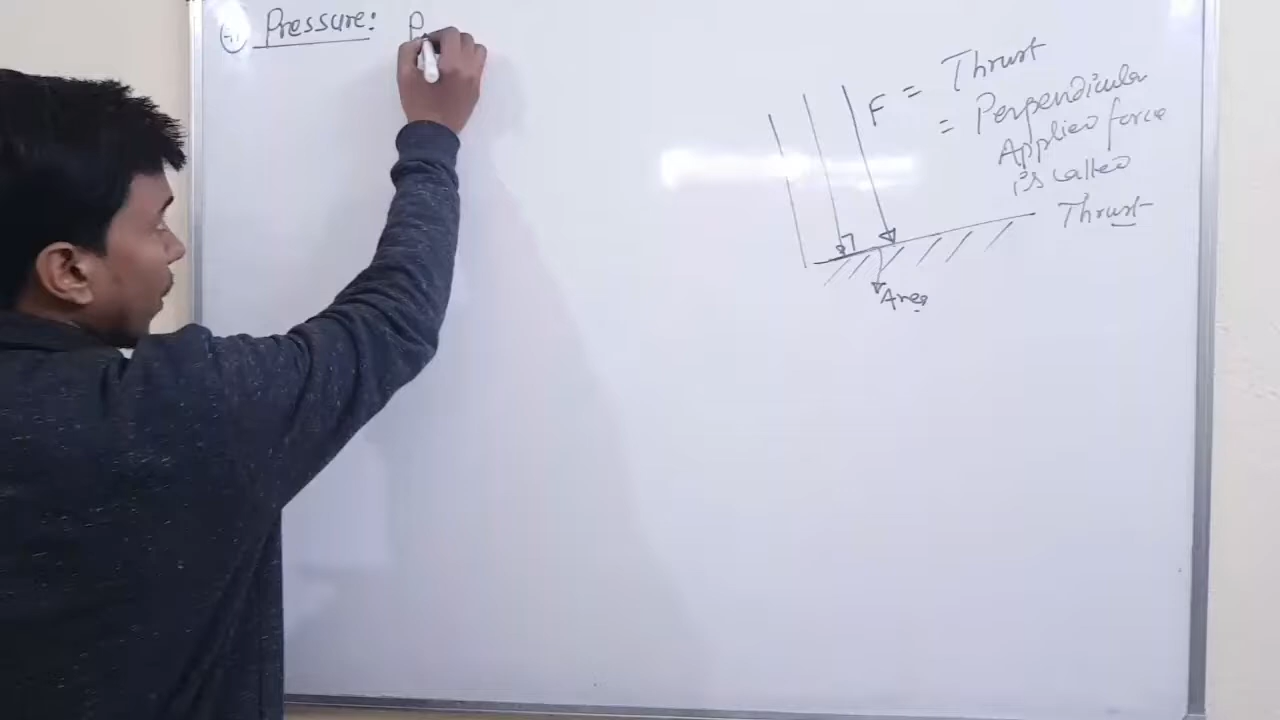 Pressure: P
F = Thrust
= Perpendicular
Applied force
is called
Thrust
Area